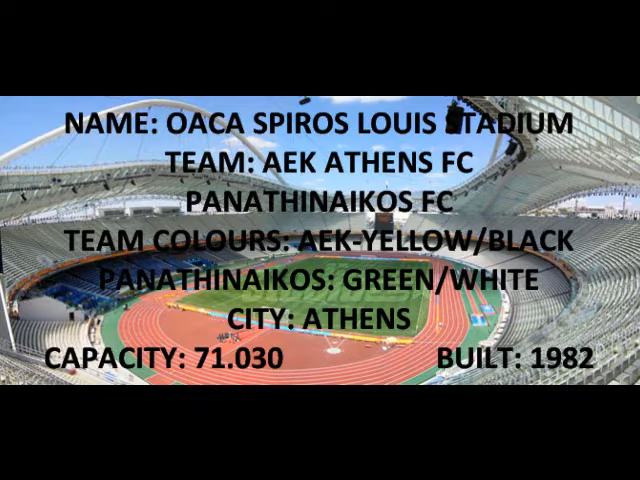 NAME: OACA SPIROS LOUIS STADIUM
TEAM: AEK ATHENS FC
PANATHINAIKOS FC
TEAM COLOURS: AEK-YELLOW/BLACK
PANATHINAIKOS: GREEN/WHITE
CITY: ATHENS
CAPACITY: 71.030 BUILT: 1982